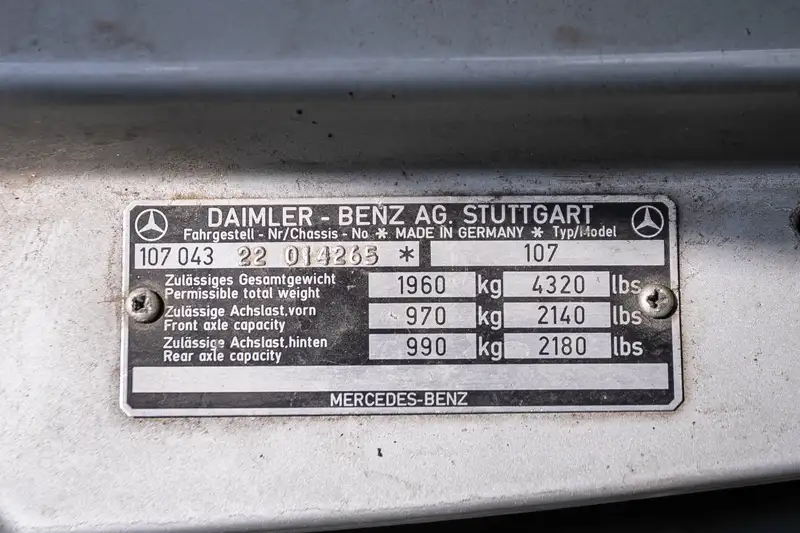 DAIMLER - BENZ AG. STUTTGART
Fahrgestell - Nr/Chassis - No * MADE IN GERMANY * Typ/Model
107 043 22 014265 * 107
Zulässiges Gesamtgewicht
Permissible total weight 1960 kg 4320 lbs
Zulässige Achslast,vorn
Front axle capacity 970 kg 2140 lbs
Zulässige Achslast,hinten
Rear axle capacity 990 kg 2180 lbs
MERCEDES-BENZ